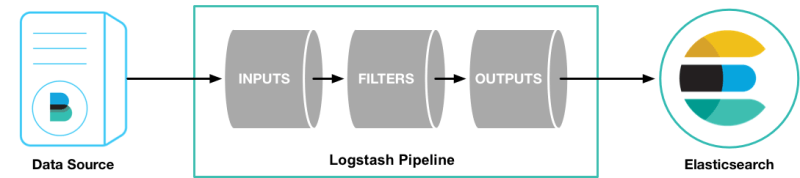 INPUTS
FILTERS
OUTPUTS
Data Source
Logstash Pipeline
Elasticsearch